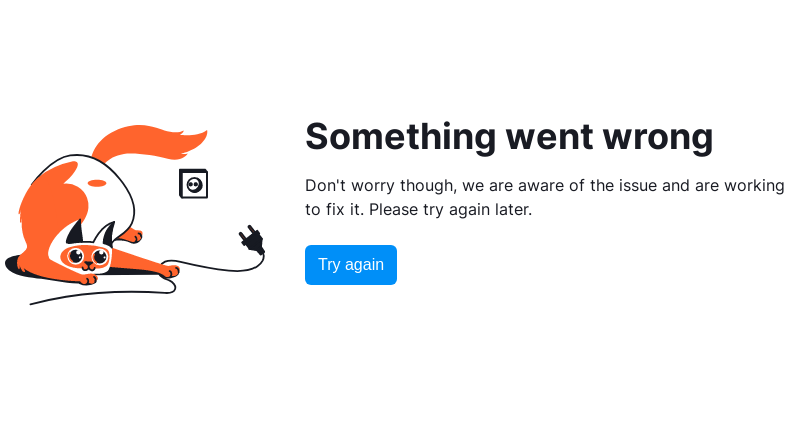 Something went wrong
Don't worry though, we are aware of the issue and are working
to fix it. Please try again later.
Try again